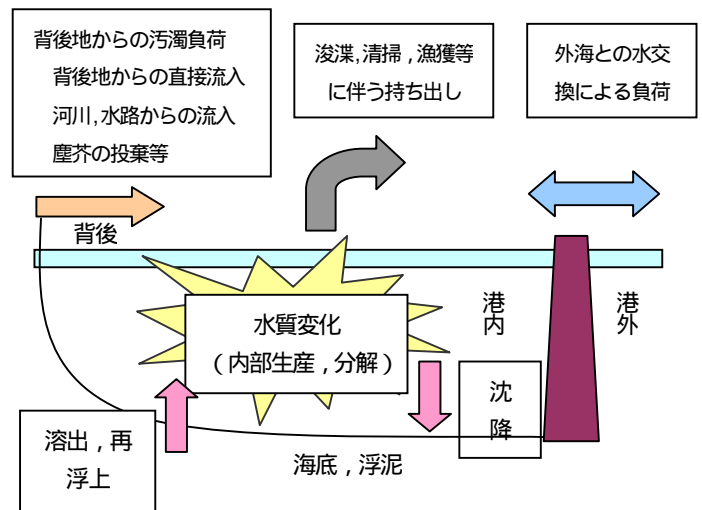 背後地からの汚濁負荷
背後地からの直接流入
河川,水路からの流入
塵芥の投棄等
浚渫,清掃,漁獲等
に伴う持ち出し
外海との水交
換による負荷
背後
水質変化
(内部生産,分解)
港内
港外
沈
降
溶出,再
浮上
海底,浮泥